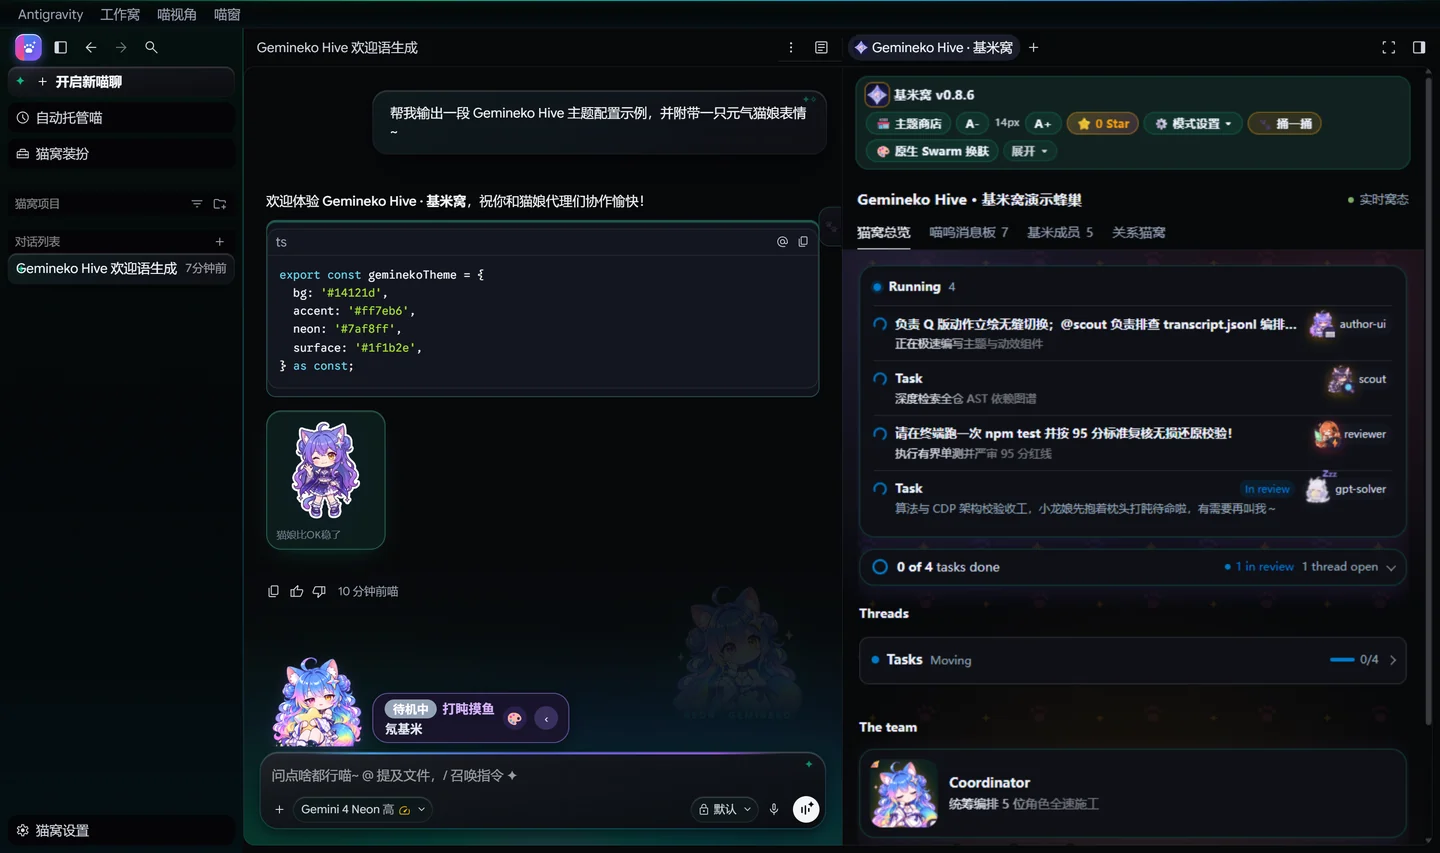 Antigravity 工作窝 喵视角 喵窗
开启新喵聊
自动托管喵
猫窝装扮
猫窝项目
对话列表
Gemineko Hive 欢迎语生成 7分钟前
猫窝设置
Gemineko Hive 欢迎语生成
帮我输出一段 Gemineko Hive 主题配置示例，并附带一只元气猫娘表情
~
欢迎体验 Gemineko Hive · 基米窝，祝你和猫娘代理们协作愉快！
ts
export const geminekoTheme = {
bg: '#14121d',
accent: '#ff7eb6',
neon: '#7af8ff',
surface: '#1f1b2e',
} as const;
猫娘比OK稳了
10 分钟前喵
待机中 打盹摸鱼
氖基米
问点啥都行喵~ @ 提及文件，/ 召唤指令 ✦
Gemini 4 Neon 高
默认
Gemineko Hive · 基米窝
基米窝 v0.8.6
主题商店 A- 14px A+ 0 Star 模式设置 捅一捅
原生 Swarm 换肤 展开
Gemineko Hive • 基米窝演示蜂巢 实时窝态
猫窝总览 喵呜消息板 7 基米成员 5 关系猫窝
Running 4
负责 Q 版动作立绘无缝切换；@scout 负责排查 transcript.jsonl 编排... author-ui
正在极速编写主题与动效组件
Task scout
深度检索全仓 AST 依赖图谱
请在终端跑一次 npm test 并按 95 分标准复核无损还原校验！ reviewer
执行有界单测并严审 95 分红线
Zzz
Task In review gpt-solver
算法与 CDP 架构校验收工，小龙娘先抱着枕头打盹待命啦，有需要再叫我～
0 of 4 tasks done 1 in review 1 thread open
Threads
Tasks Moving 0/4
The team
Coordinator
统筹编排 5 位角色全速施工